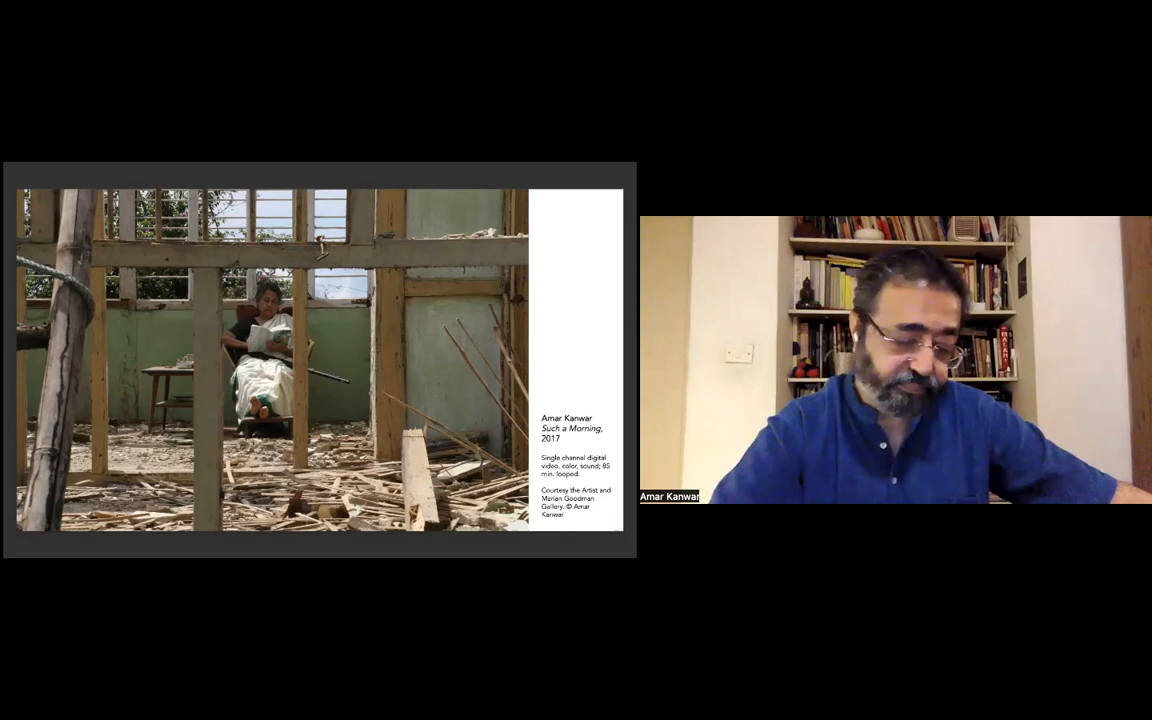 Amar Kanwar
Such a Morning,
2017
Single channel digital
video, color, sound; 85
min. looped.
Courtesy the Artist and
Marian Goodman
Gallery. © Amar
Kanwar
MALAMI
Amar Kanwar